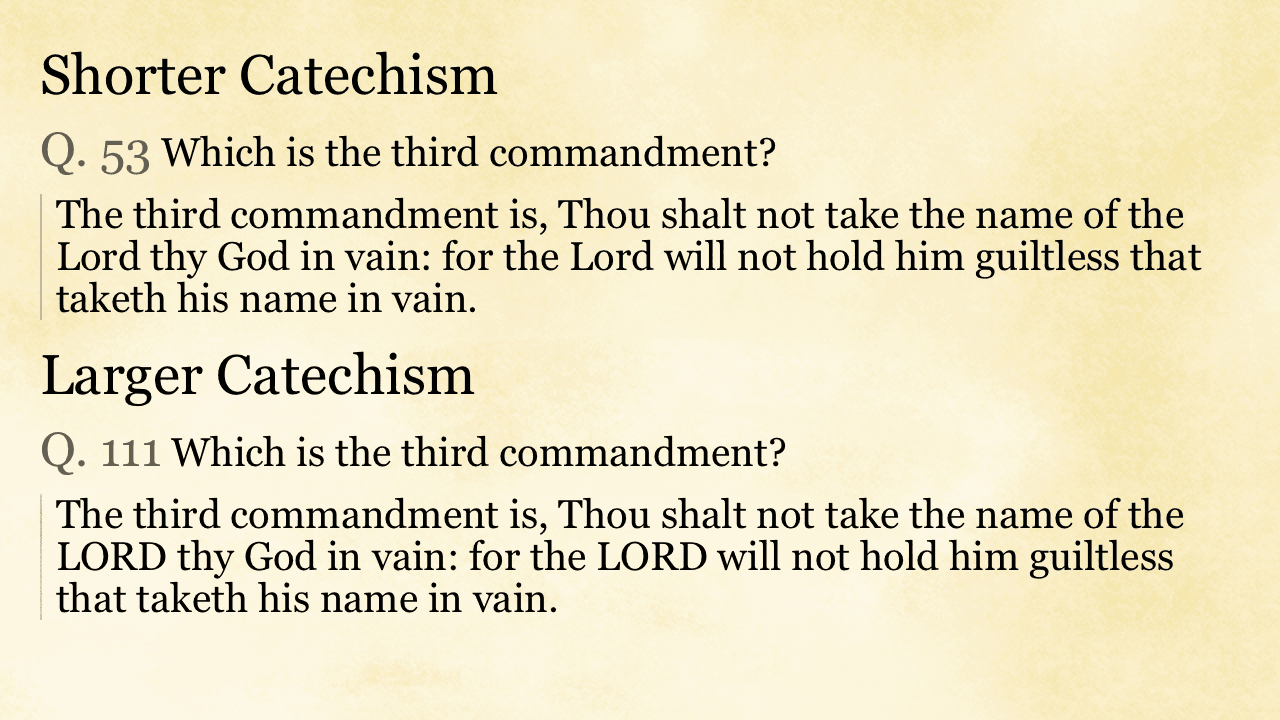 Shorter Catechism
Q. 53 Which is the third commandment?
The third commandment is, Thou shalt not take the name of the
Lord thy God in vain: for the Lord will not hold him guiltless that
taketh his name in vain.
Larger Catechism
Q. 111 Which is the third commandment?
The third commandment is, Thou shalt not take the name of the
LORD thy God in vain: for the LORD will not hold him guiltless
that taketh his name in vain.